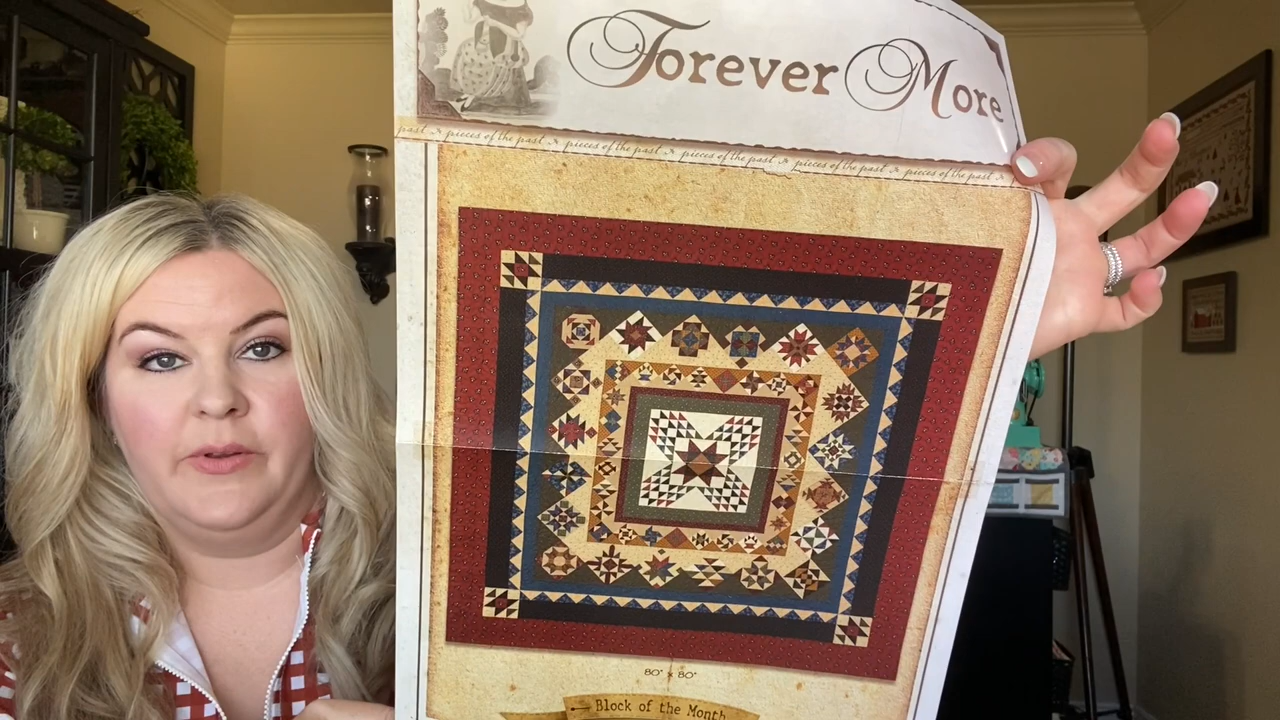 Forever More
past pieces of the past pieces of the past pieces of the past pieces of the past pieces of the past
80" x 80"
Block of the Month